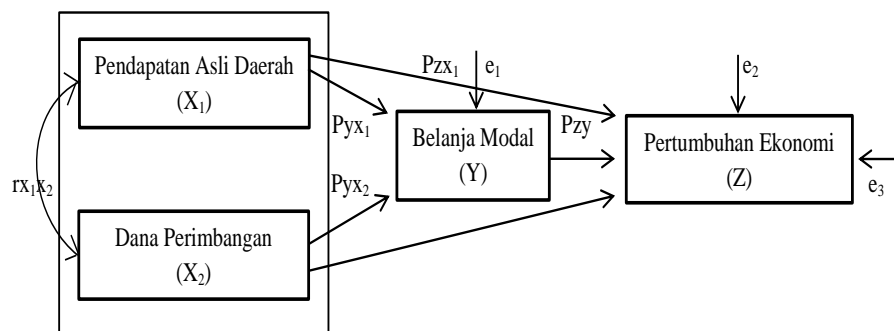 Pendapatan Asli Daerah
(X₁)
Pzx₁
e₁
e₂
Pyx₁
Belanja Modal
(Y)
Pzy
Pertumbuhan Ekonomi
(Z)
e₃
rx₁x₂
Pyx₂
Dana Perimbangan
(X₂)